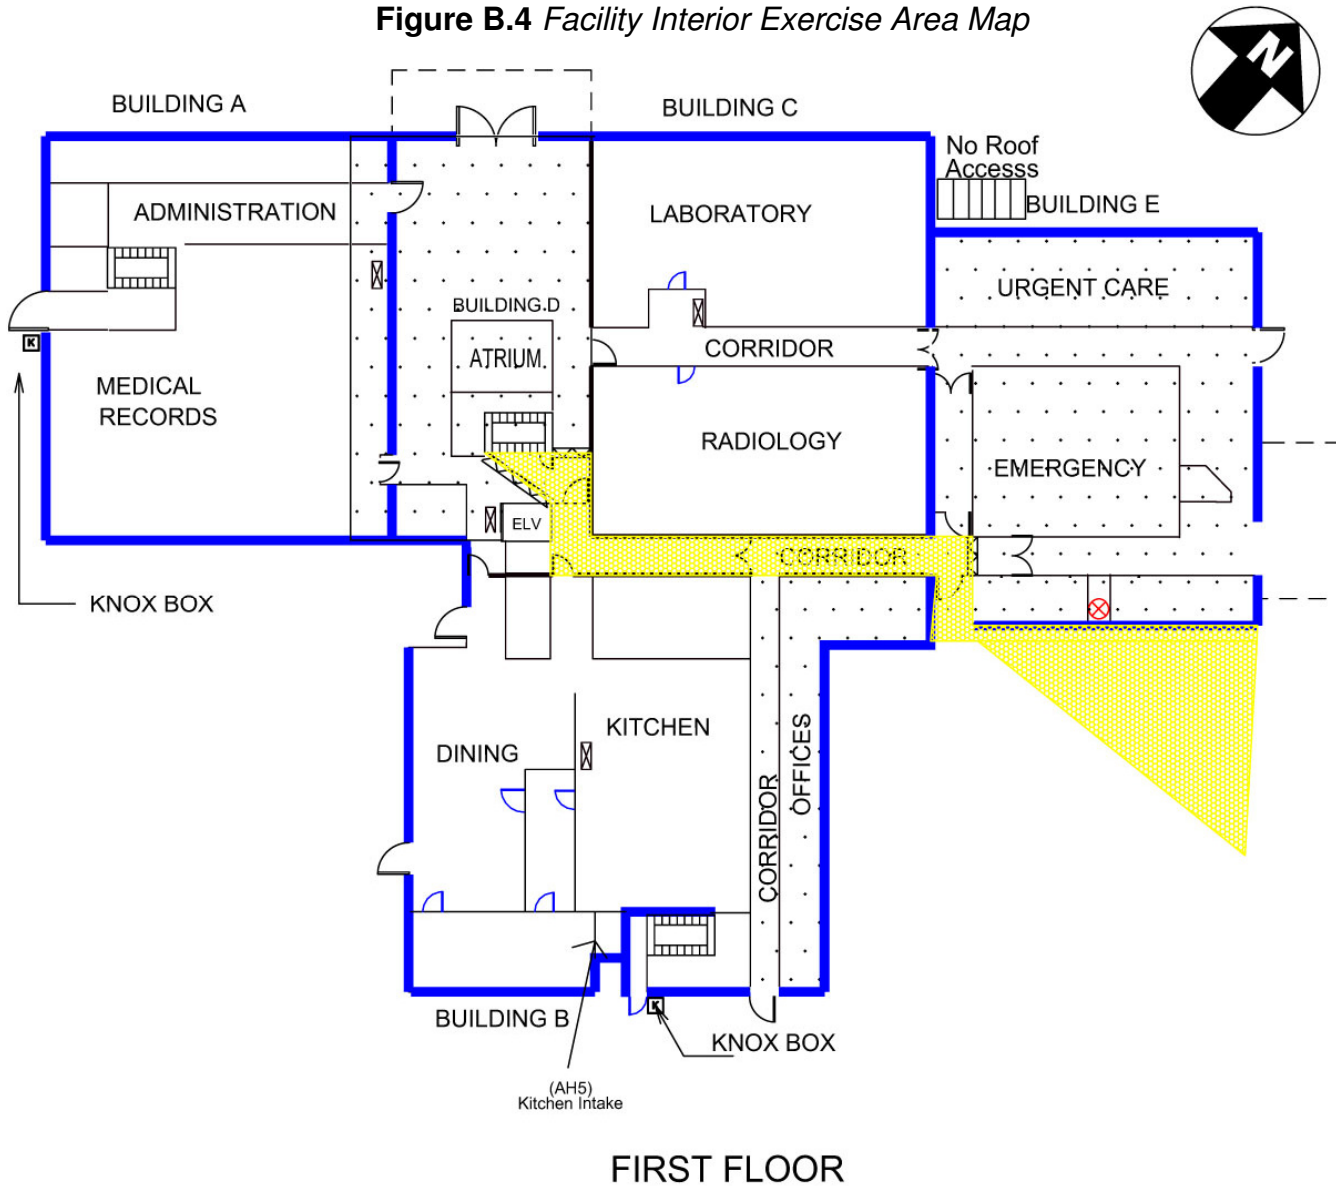 Figure B.4 Facility Interior Exercise Area Map
N
BUILDING A
BUILDING C
No Roof
Accesss
BUILDING E
ADMINISTRATION
LABORATORY
URGENT CARE
BUILDING.D
K
ATRIUM
CORRIDOR
MEDICAL
RECORDS
RADIOLOGY
EMERGENCY
ELV
CORRIDOR
KNOX BOX
KITCHEN
DINING
OFFICES
CORRIDOR
K
BUILDING B
KNOX BOX
(AH5)
Kitchen Intake
FIRST FLOOR